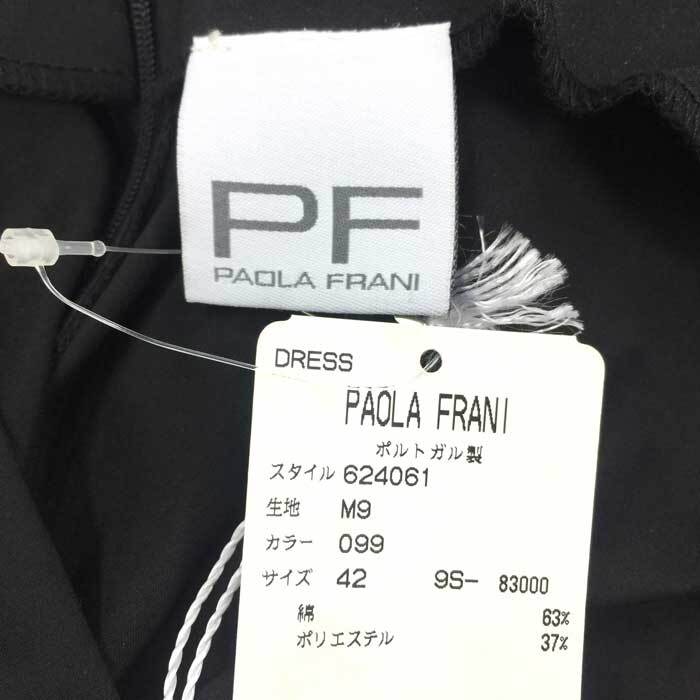 PF
PAOLA FRANI
DRESS
PAOLA FRANI
ポルトガル製
スタイル 624061
生地 M9
カラー 099
サイズ 42 9S- 83000
綿 63%
ポリエステル 37%